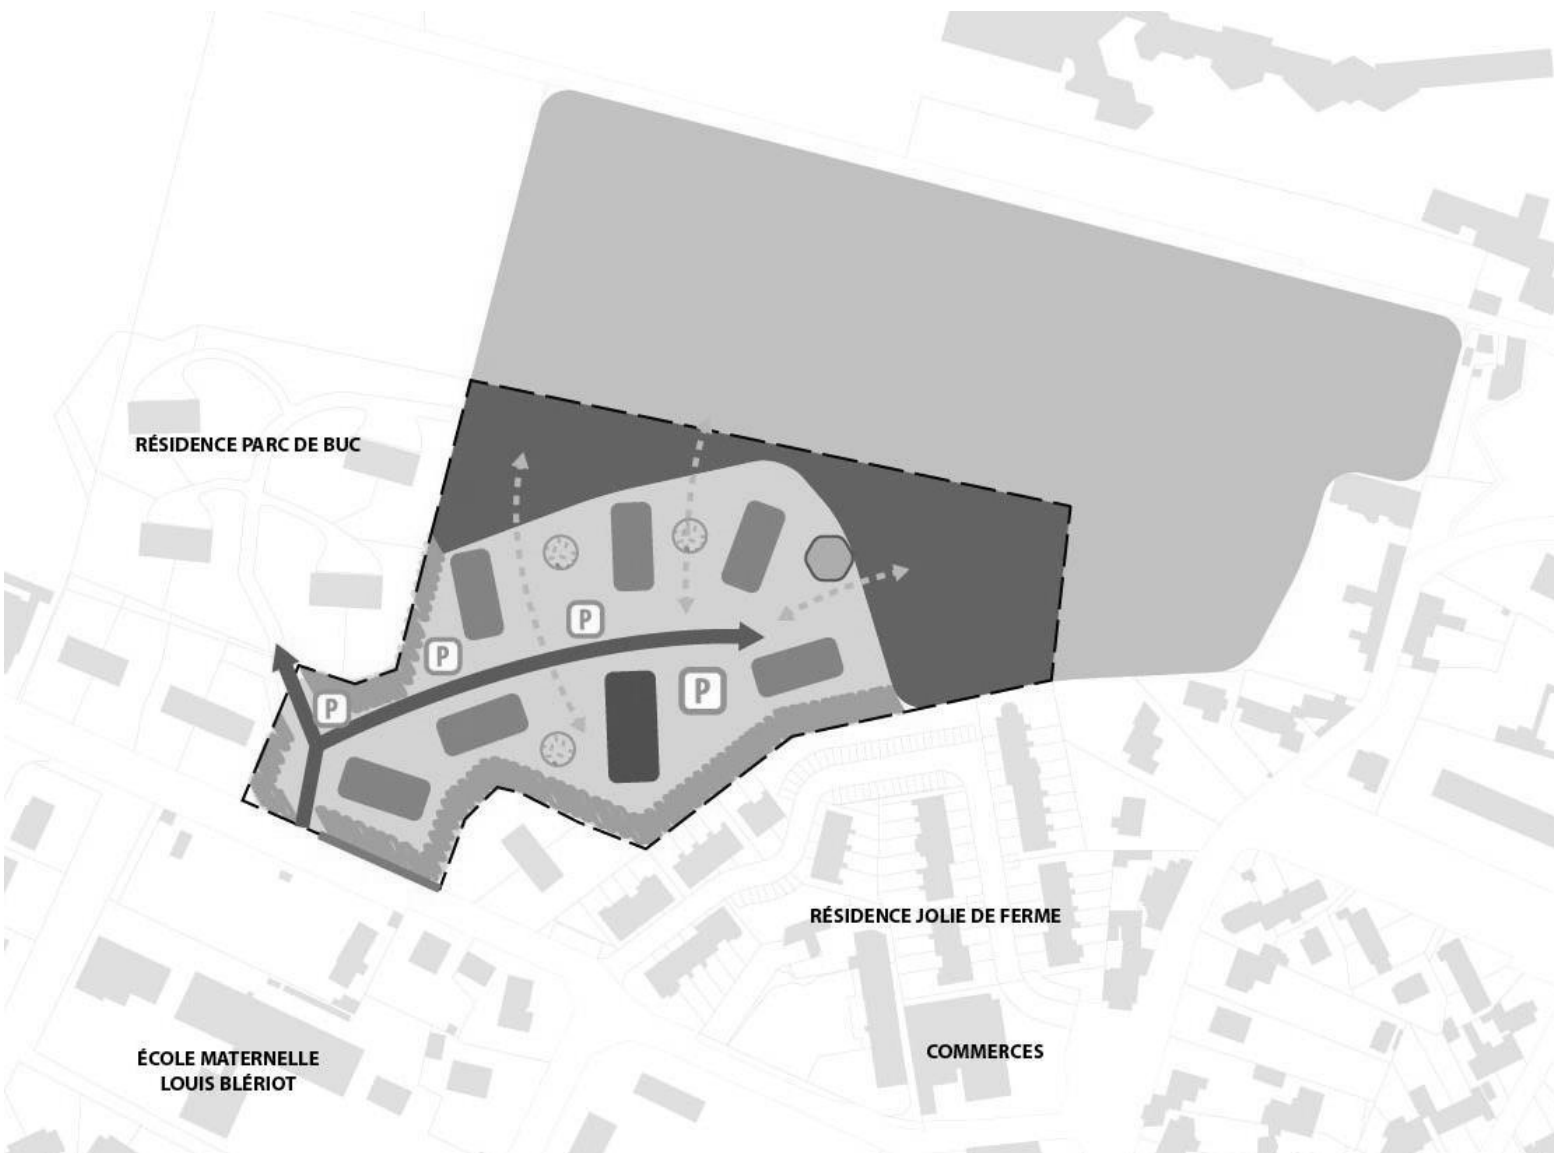 RÉSIDENCE PARC DE BUC
P
P
P
P
RÉSIDENCE JOLIE DE FERME
COMMERCES
ÉCOLE MATERNELLE
LOUIS BLÉRIOT